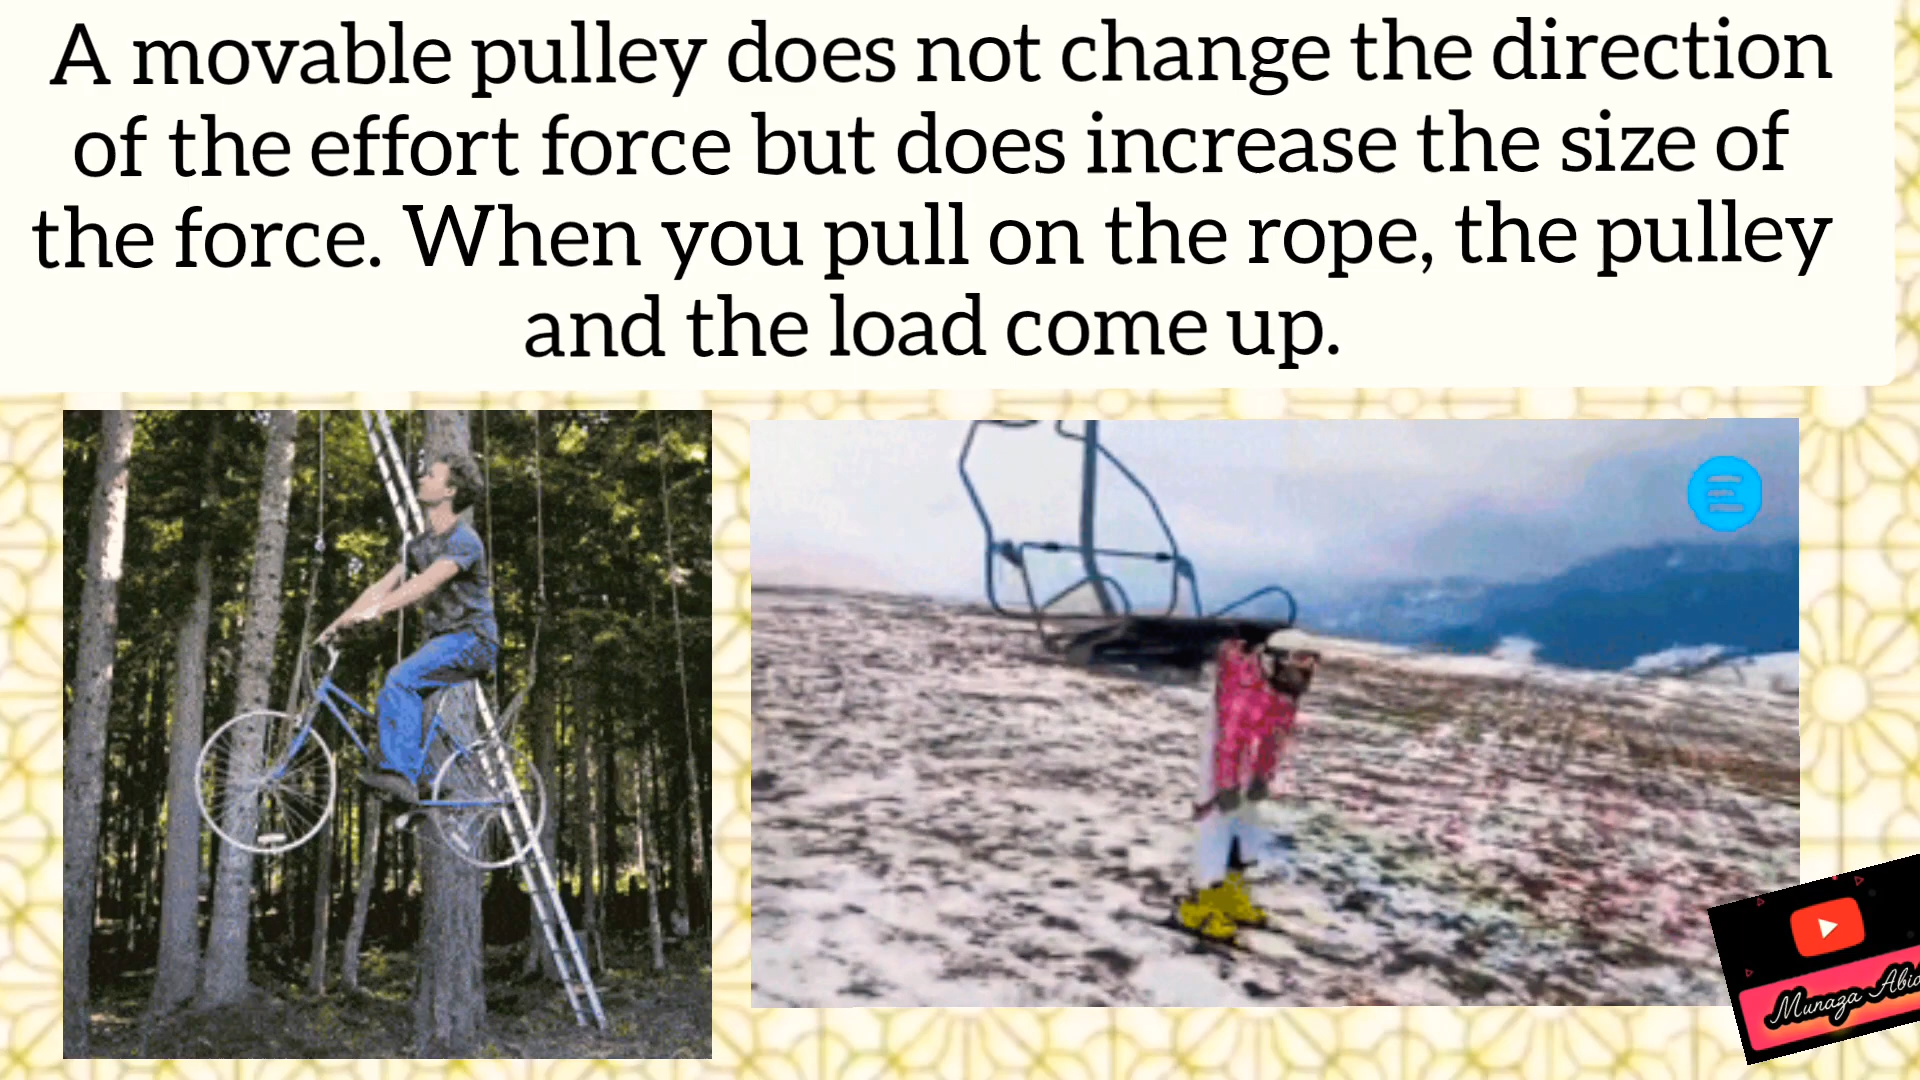 A movable pulley does not change the direction
of the effort force but does increase the size of
the force. When you pull on the rope, the pulley
and the load come up.
Munaza